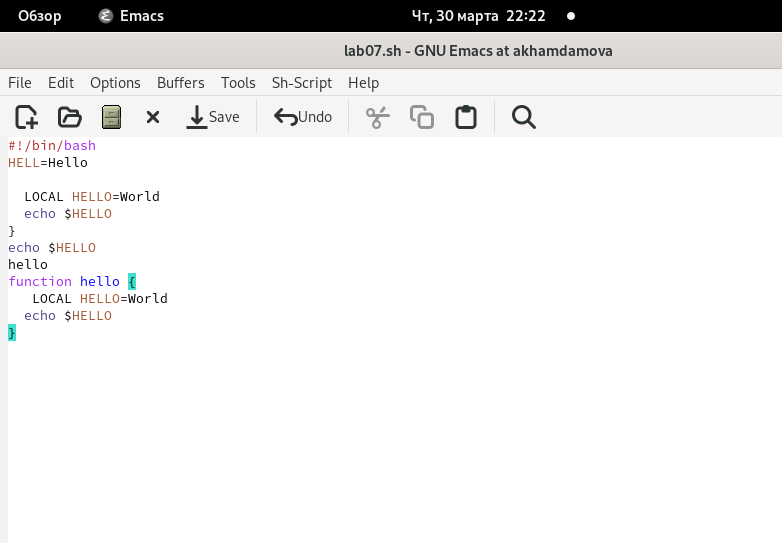 Обзор Emacs Чт, 30 марта 22:22
lab07.sh - GNU Emacs at akhamdamova
File Edit Options Buffers Tools Sh-Script Help
Save Undo
#!/bin/bash
HELL=Hello
LOCAL HELLO=World
echo $HELLO
}
echo $HELLO
hello
function hello {
LOCAL HELLO=World
echo $HELLO
}